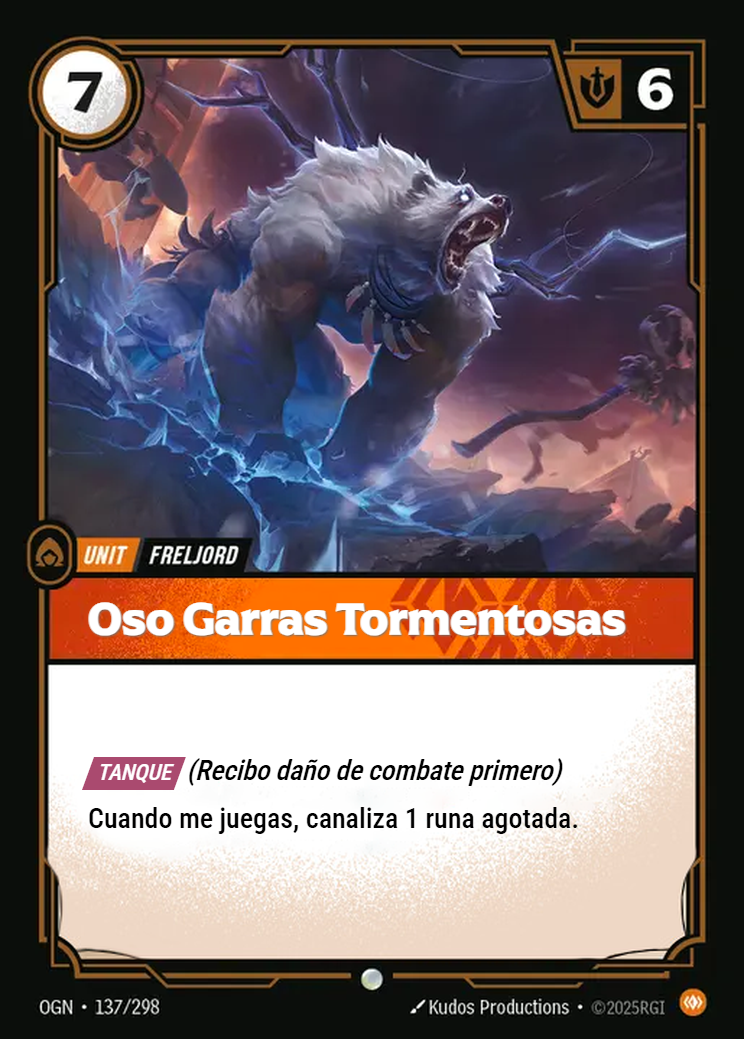 7
6
UNIT FRELJORD
Oso Garras Tormentosas
TANQUE (Recibo daño de combate primero)
Cuando me juegas, canaliza 1 runa agotada.
OGN • 137/298
Kudos Productions • ©2025RGI